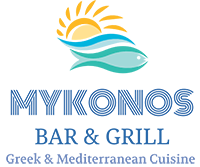 MYKONOS
BAR & GRILL
Greek & Mediterranean Cuisine